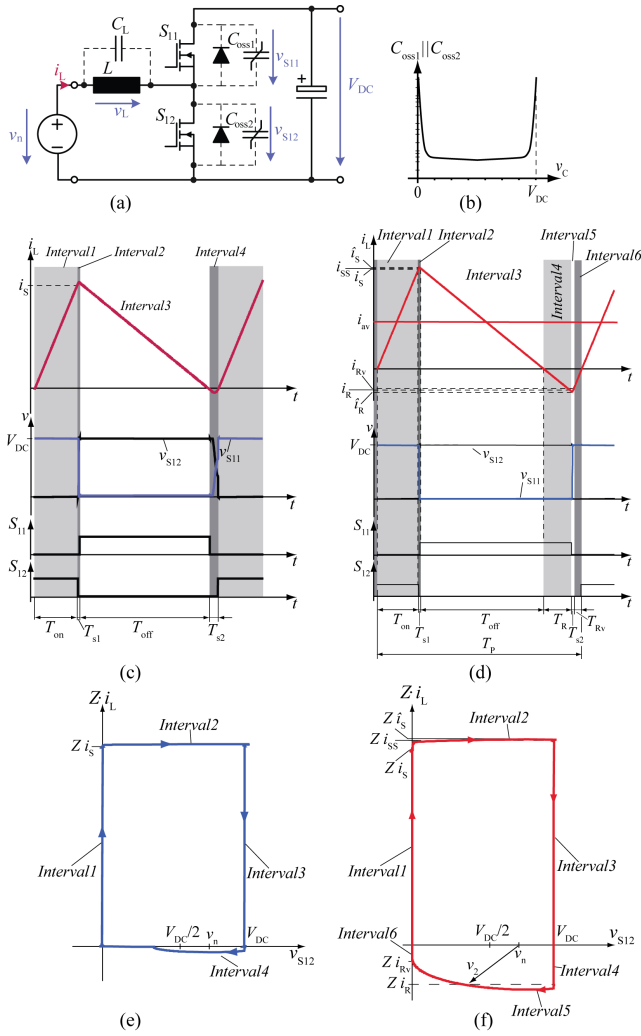 C_L
S_11
C_oss1
v_S11
i_L
L
v_L
+
V_DC
v_n
+
−
S_12
C_oss2
v_S12
(a)
C_oss1||C_oss2
0
V_DC
v_C
(b)
i_L
Interval1
Interval2
Interval4
i_S
Interval3
t
v
V_DC
v_S12
v_S11
t
S_11
t
S_12
t
T_on
T_s1
T_off
T_s2
(c)
i_L
Interval1
Interval2
Interval5
Interval6
î_S
i_SS
i_S
Interval3
Interval4
i_av
i_Rv
i_R
î_R
t
v
V_DC
v_S12
v_S11
t
S_11
t
S_12
t
T_on
T_s1
T_off
T_R
T_s2
T_Rv
T_P
(d)
Z·i_L
Interval2
Z i_S
Interval1
Interval3
V_DC/2
v_n
V_DC
v_S12
Interval4
(e)
Z·i_L
Interval2
Z î_S
Z i_SS
Z i_S
Interval1
Interval3
Interval6
V_DC/2
V_DC
v_S12
v_n
v_2
Z i_Rv
Z i_R
Interval4
Interval5
(f)